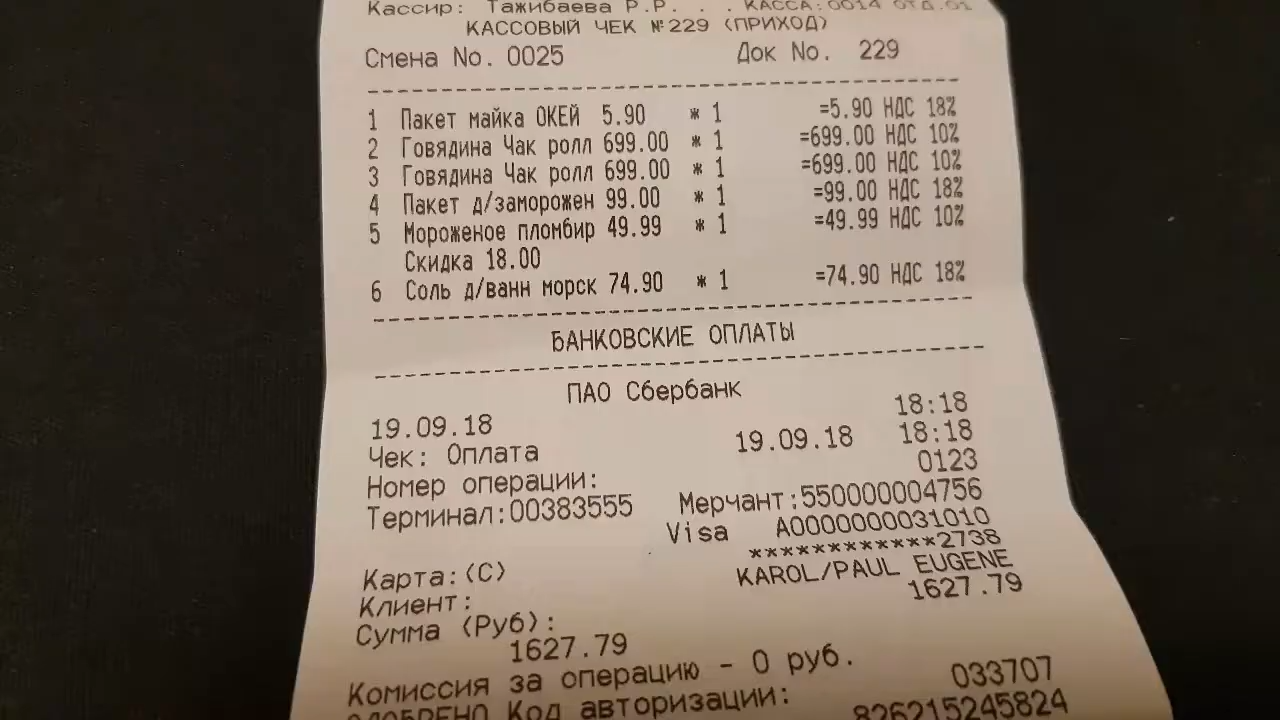 Кассир: Тажибаева Р.Р. . . КАССА:0014 ОТД.01
КАССОВЫЙ ЧЕК №229 (ПРИХОД)
Смена No. 0025 Док No. 229
1 Пакет майка ОКЕЙ 5.90 * 1 =5.90 НДС 18%
2 Говядина Чак ролл 699.00 * 1 =699.00 НДС 10%
3 Говядина Чак ролл 699.00 * 1 =699.00 НДС 10%
4 Пакет д/заморожен 99.00 * 1 =99.00 НДС 18%
5 Мороженое пломбир 49.99 * 1 =49.99 НДС 10%
Скидка 18.00
6 Соль д/ванн морск 74.90 * 1 =74.90 НДС 18%
БАНКОВСКИЕ ОПЛАТЫ
ПАО Сбербанк
19.09.18 18:18
Чек: Оплата 19.09.18 18:18
Номер операции: 0123
Терминал:00383555 Мерчант:550000004756
Visa A0000000031010
Карта:(C) ************2738
Клиент: KAROL/PAUL EUGENE
Сумма (Руб): 1627.79
1627.79
Комиссия за операцию - 0 руб.
ОДОБРЕНО Код авторизации: 033707
826215245824